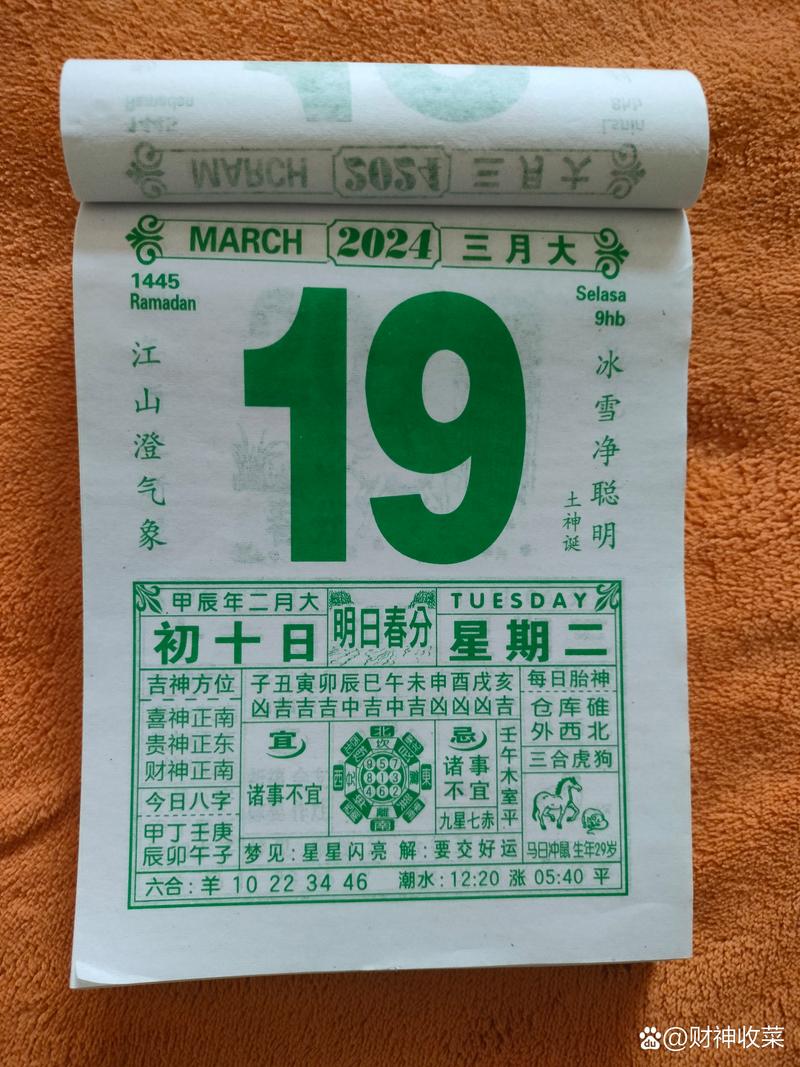 MARCH 2024 三月大
1445
Ramadan
Selasa
9hb
19
江山澄气象
冰雪净聪明
土神诞
甲辰年二月大
初十日
明日春分
TUESDAY
星期二
吉神方位
喜神正南
贵神正东
财神正南
今日八字
甲丁壬庚
辰卯午子
子丑寅卯辰巳午未申酉戌亥
凶吉吉中吉中吉凶凶凶吉
宜
诸事不宜
北
西
東
南
957
813
462
忌
诸事
不宜
九星七赤
壬午木室平
每日胎神
仓库碓
外西北
三合虎狗
马日冲鼠 生年29岁
梦见:星星闪亮 解:要交好运
六合:羊 10 22 34 46 潮水:12:20 涨 05:40 平
@财神收菜